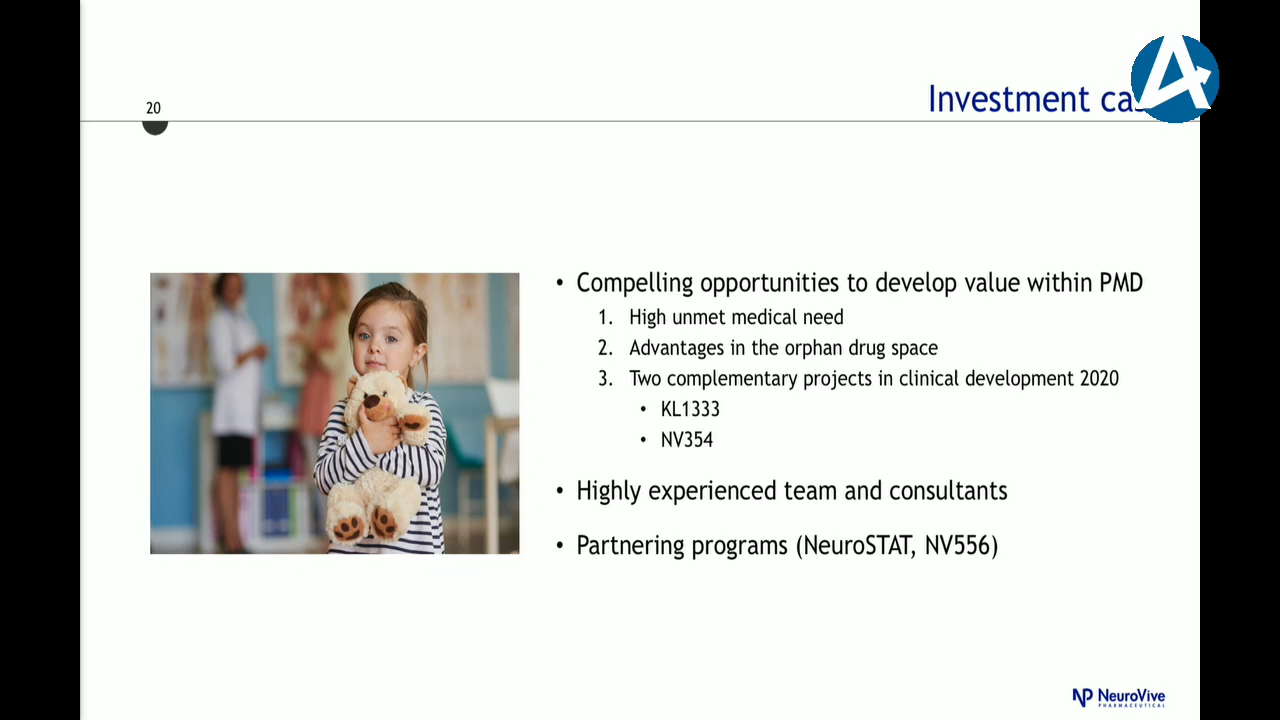 20
Investment
• Compelling opportunities to develop value within PMD
1. High unmet medical need
2. Advantages in the orphan drug space
3. Two complementary projects in clinical development 2020
• KL1333
• NV354
• Highly experienced team and consultants
• Partnering programs (NeuroSTAT, NV556)
NP NeuroVive
PHARMACEUTICAL